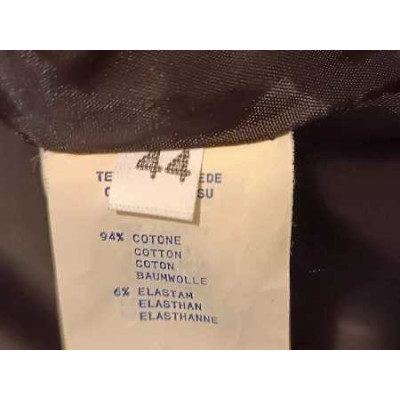 44
94% COTONE
COTTON
COTON
BAUMWOLLE
6% ELASTAM
ELASTHAN
ELASTHANNE